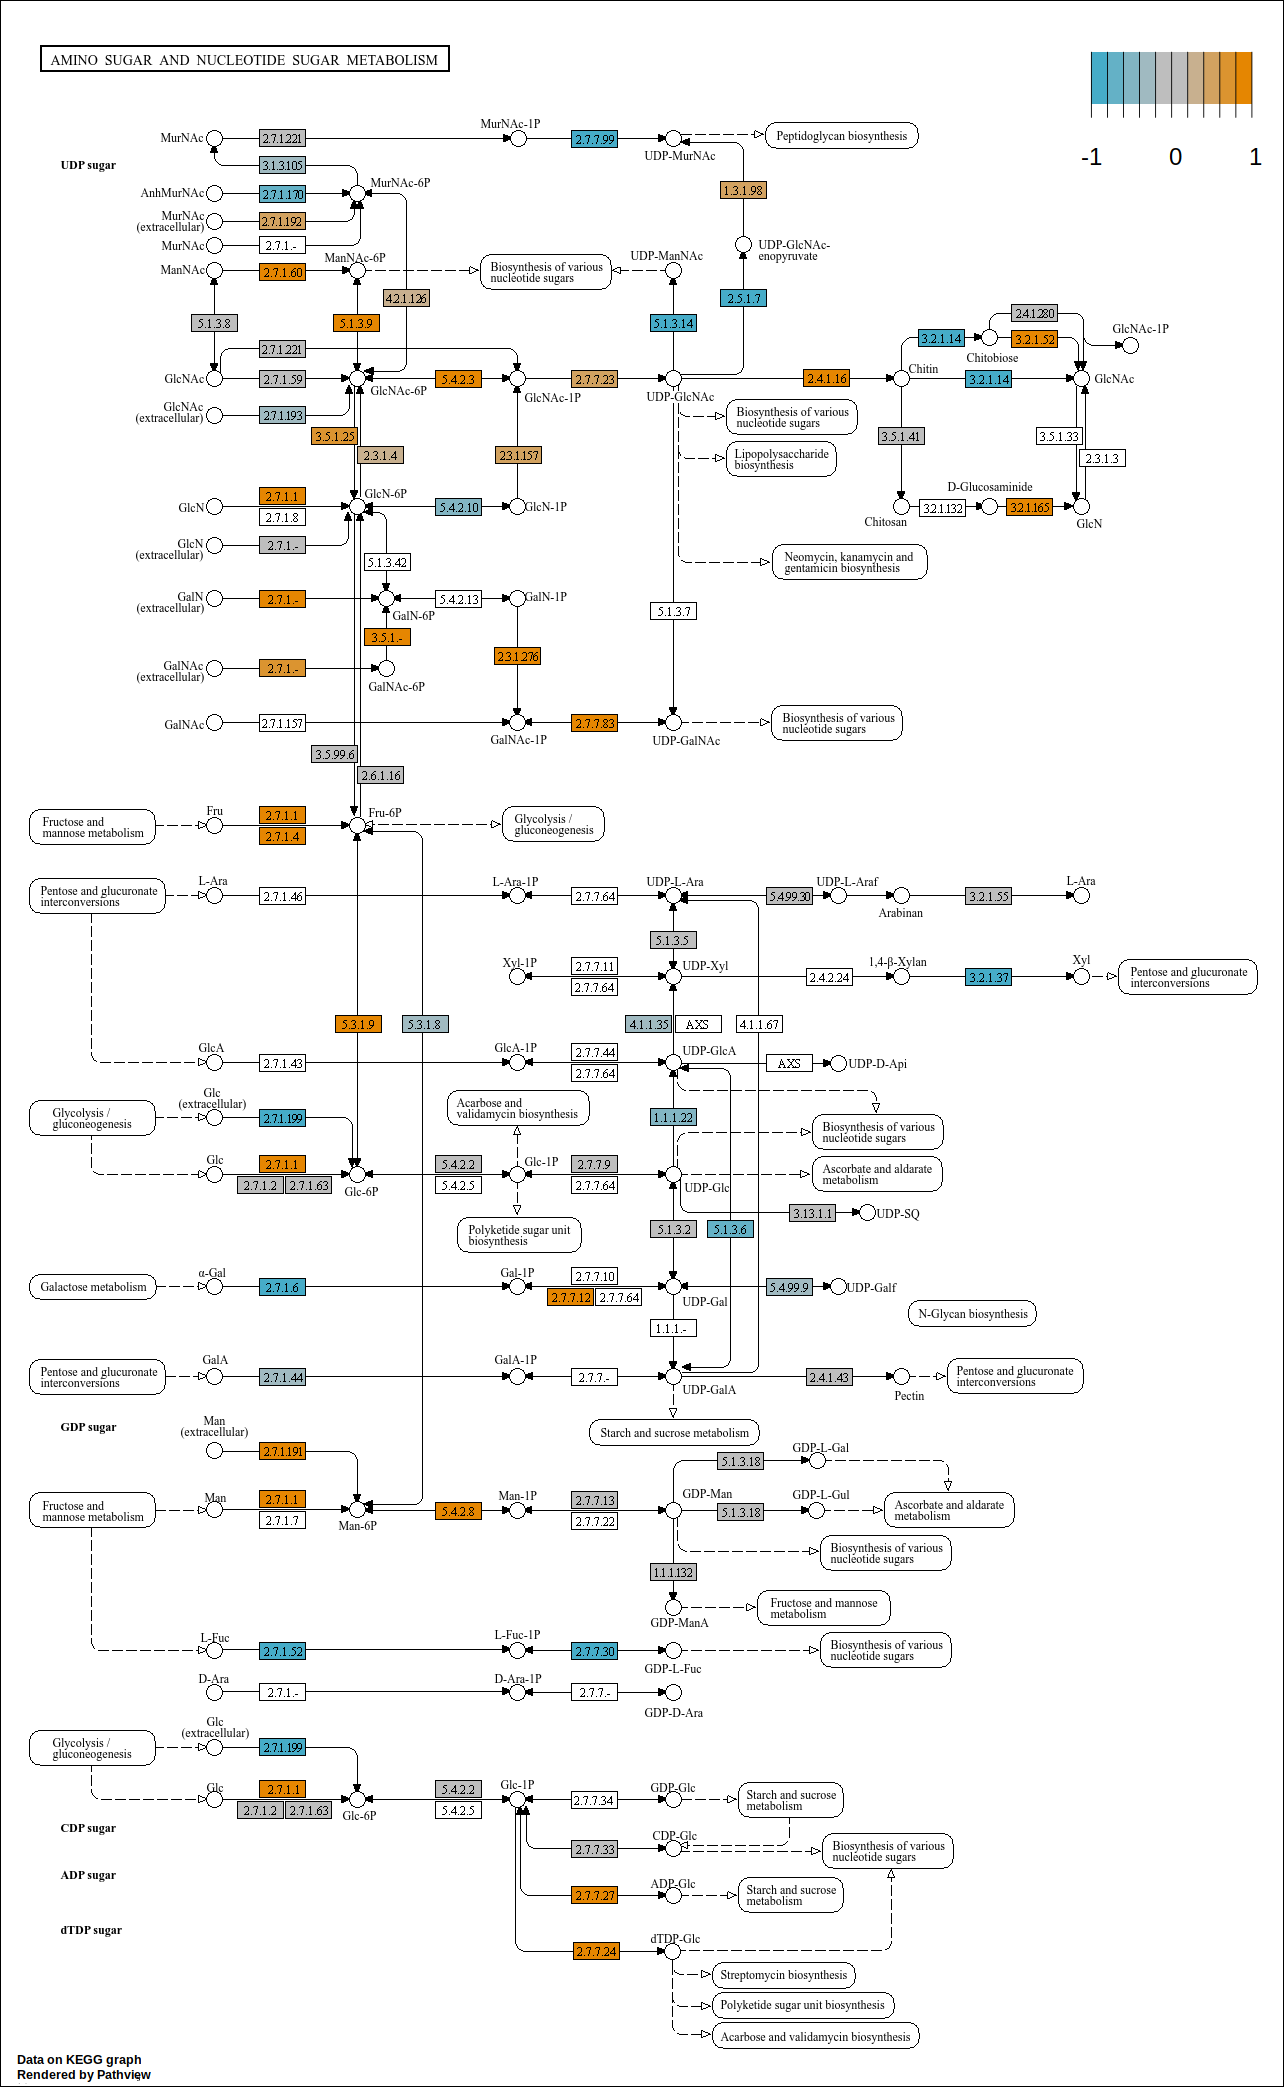 AMINO SUGAR AND NUCLEOTIDE SUGAR METABOLISM
-1 0 1
MurNAc 2.7.1.221 MurNAc-1P 2.7.7.99 UDP-MurNAc Peptidoglycan biosynthesis
UDP sugar
3.1.3.105
AnhMurNAc 2.7.1.170 MurNAc-6P 1.3.1.98
MurNAc
(extracellular) 2.7.1.192
MurNAc 2.7.1.-
UDP-GlcNAc-
enopyruvate
ManNAc 2.7.1.60 ManNAc-6P
Biosynthesis of various
nucleotide sugars
UDP-ManNAc
4.2.1.126 2.5.1.7
5.1.3.8 5.1.3.9 5.1.3.14
2.4.1.280
3.2.1.14 Chitobiose 3.2.1.52 GlcNAc-1P
2.7.1.221
GlcNAc 2.7.1.59 GlcNAc-6P 5.4.2.3 GlcNAc-1P 2.7.7.23 UDP-GlcNAc 2.4.1.16 Chitin 3.2.1.14 GlcNAc
GlcNAc
(extracellular) 2.7.1.193
Biosynthesis of various
nucleotide sugars
3.5.1.25 3.5.1.41 3.5.1.33
2.3.1.4 2.3.1.157 2.3.1.3
Lipopolysaccharide
biosynthesis
GlcN 2.7.1.1 GlcN-6P 5.4.2.10 GlcN-1P
2.7.1.8
Chitosan 3.2.1.132 D-Glucosaminide 3.2.1.165 GlcN
GlcN
(extracellular) 2.7.1.-
5.1.3.42
Neomycin, kanamycin and
gentamicin biosynthesis
GalN
(extracellular) 2.7.1.- GalN-6P 5.4.2.13 GalN-1P
5.1.3.7
3.5.1.-
2.3.1.276
GalNAc
(extracellular) 2.7.1.- GalNAc-6P
GalNAc 2.7.1.157 GalNAc-1P 2.7.7.83 UDP-GalNAc
Biosynthesis of various
nucleotide sugars
3.5.99.6
2.6.1.16
Fructose and
mannose metabolism
Fru 2.7.1.1 Fru-6P
2.7.1.4
Glycolysis /
gluconeogenesis
Pentose and glucuronate
interconversions
L-Ara 2.7.1.46 L-Ara-1P 2.7.7.64 UDP-L-Ara 5.4.99.30 UDP-L-Araf Arabinan 3.2.1.55 L-Ara
5.1.3.5
Xyl-1P 2.7.7.11 UDP-Xyl 2.4.2.24 1,4-β-Xylan 3.2.1.37 Xyl
2.7.7.64
Pentose and glucuronate
interconversions
5.3.1.9 5.3.1.8 4.1.1.35 AXS 4.1.1.67
GlcA 2.7.1.43 GlcA-1P 2.7.7.44 UDP-GlcA AXS UDP-D-Api
2.7.7.64
Glycolysis /
gluconeogenesis
Glc
(extracellular) 2.7.1.199
Acarbose and
validamycin biosynthesis
1.1.1.22
Biosynthesis of various
nucleotide sugars
Glc 2.7.1.1 Glc-6P 5.4.2.2 Glc-1P 2.7.7.9 UDP-Glc
2.7.1.2 2.7.1.63 5.4.2.5 2.7.7.64
Ascorbate and aldarate
metabolism
3.13.1.1 UDP-SQ
Polyketide sugar unit
biosynthesis
5.1.3.2 5.1.3.6
Galactose metabolism α-Gal 2.7.1.6 Gal-1P 2.7.7.10 UDP-Gal 5.4.99.9 UDP-Galf
2.7.7.12 2.7.7.64
N-Glycan biosynthesis
1.1.1.-
Pentose and glucuronate
interconversions
GalA 2.7.1.44 GalA-1P 2.7.7.- UDP-GalA 2.4.1.43 Pectin
Pentose and glucuronate
interconversions
GDP sugar
Starch and sucrose metabolism
Man
(extracellular) 2.7.1.191
5.1.3.18 GDP-L-Gal
Fructose and
mannose metabolism
Man 2.7.1.1 Man-6P 5.4.2.8 Man-1P 2.7.7.13 GDP-Man 5.1.3.18 GDP-L-Gul
2.7.1.7 2.7.7.22
Ascorbate and aldarate
metabolism
Biosynthesis of various
nucleotide sugars
1.1.1.132
GDP-ManA
Fructose and mannose
metabolism
L-Fuc 2.7.1.52 L-Fuc-1P 2.7.7.30 GDP-L-Fuc
Biosynthesis of various
nucleotide sugars
D-Ara 2.7.1.- D-Ara-1P 2.7.7.- GDP-D-Ara
Glycolysis /
gluconeogenesis
Glc
(extracellular) 2.7.1.199
Glc 2.7.1.1 Glc-6P 5.4.2.2 Glc-1P 2.7.7.34 GDP-Glc
2.7.1.2 2.7.1.63 5.4.2.5
Starch and sucrose
metabolism
CDP sugar
2.7.7.33 CDP-Glc
Biosynthesis of various
nucleotide sugars
ADP sugar
2.7.7.27 ADP-Glc
Starch and sucrose
metabolism
dTDP sugar
2.7.7.24 dTDP-Glc
Streptomycin biosynthesis
Polyketide sugar unit biosynthesis
Acarbose and validamycin biosynthesis
Data on KEGG graph
Rendered by Pathview